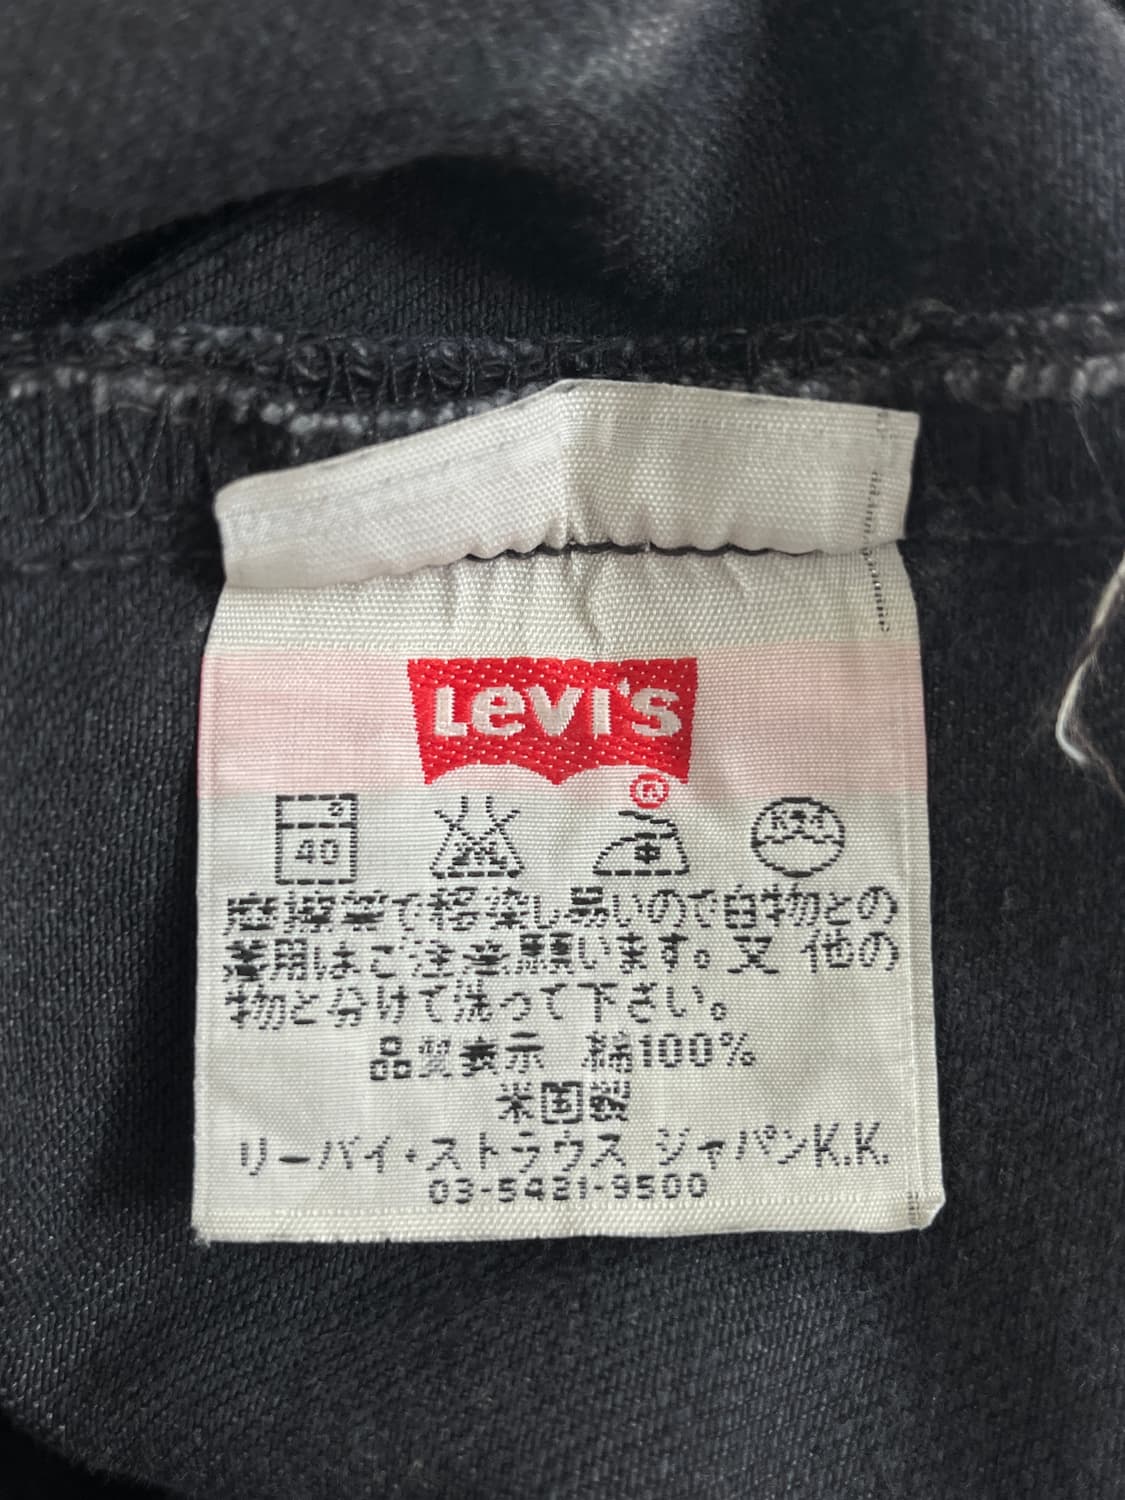 Levi's
®
40
摩擦等で移染し易いので白物との
着用はご注意願います。又 他の
物と分けて洗って下さい。
品質表示 綿100%
米国製
リーバイ・ストラウス ジャパンK.K.
03-5421-9500